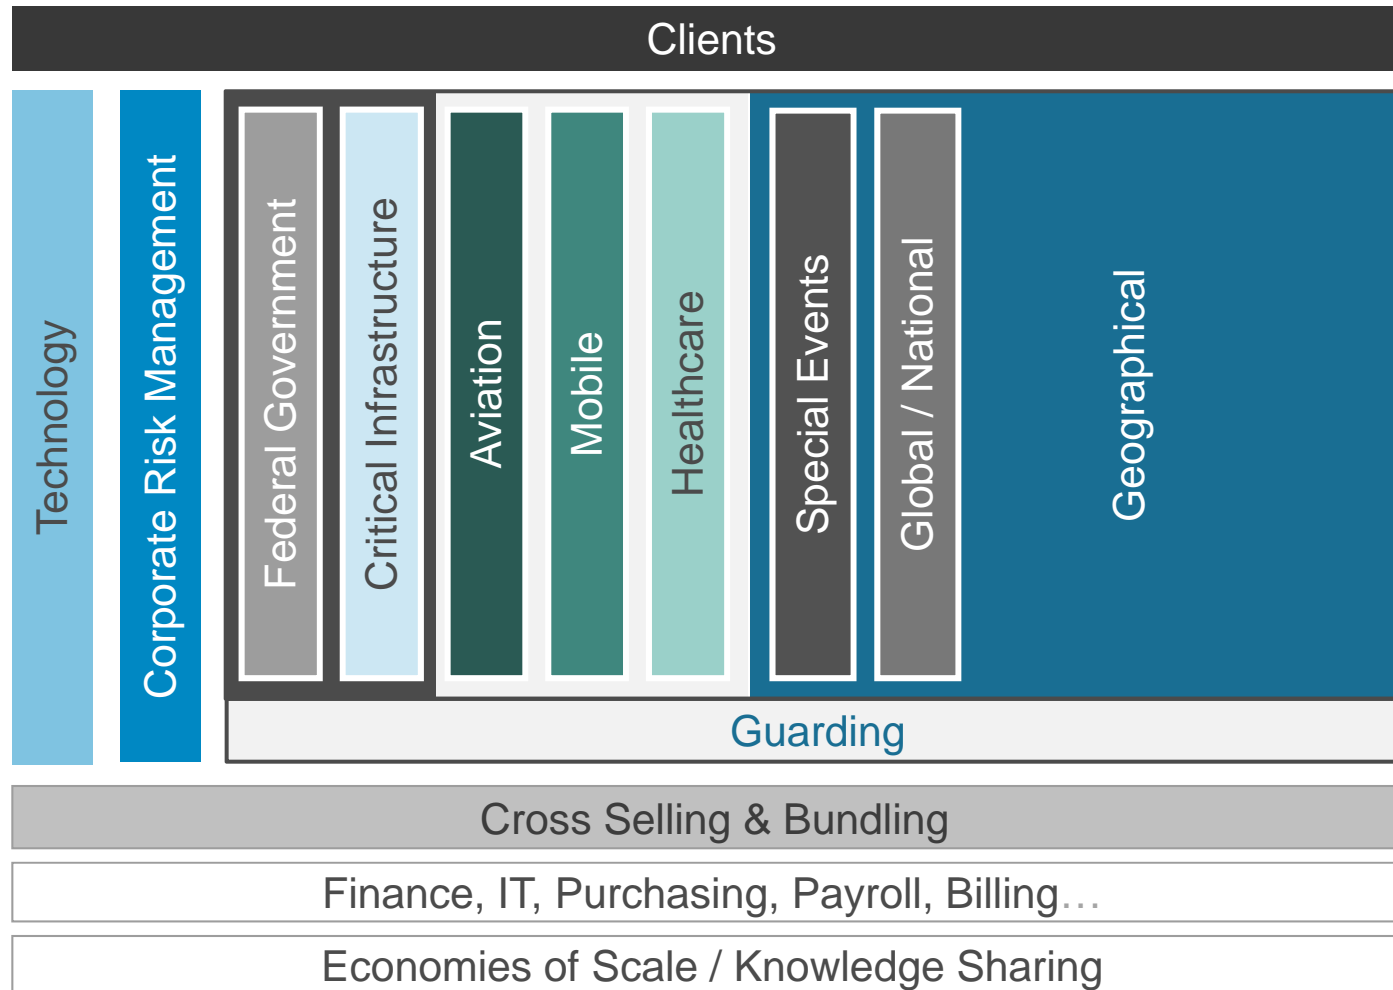 Clients
Technology
Corporate Risk Management
Federal Government
Critical Infrastructure
Aviation
Mobile
Healthcare
Special Events
Global / National
Geographical
Guarding
Cross Selling & Bundling
Finance, IT, Purchasing, Payroll, Billing…
Economies of Scale / Knowledge Sharing